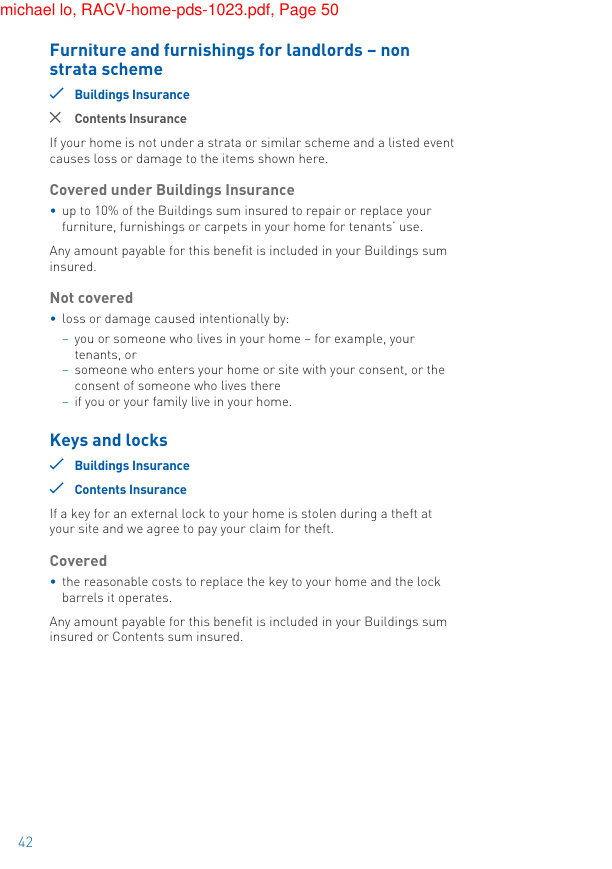 michael lo, RACV-home-pds-1023.pdf, Page 50
Furniture and furnishings for landlords – non
strata scheme
Buildings Insurance
Contents Insurance
If your home is not under a strata or similar scheme and a listed event
causes loss or damage to the items shown here.
Covered under Buildings Insurance
• up to 10% of the Buildings sum insured to repair or replace your
furniture, furnishings or carpets in your home for tenants' use.
Any amount payable for this benefit is included in your Buildings sum
insured.
Not covered
• loss or damage caused intentionally by:
– you or someone who lives in your home – for example, your
tenants, or
– someone who enters your home or site with your consent, or the
consent of someone who lives there
– if you or your family live in your home.
Keys and locks
Buildings Insurance
Contents Insurance
If a key for an external lock to your home is stolen during a theft at
your site and we agree to pay your claim for theft.
Covered
• the reasonable costs to replace the key to your home and the lock
barrels it operates.
Any amount payable for this benefit is included in your Buildings sum
insured or Contents sum insured.
42